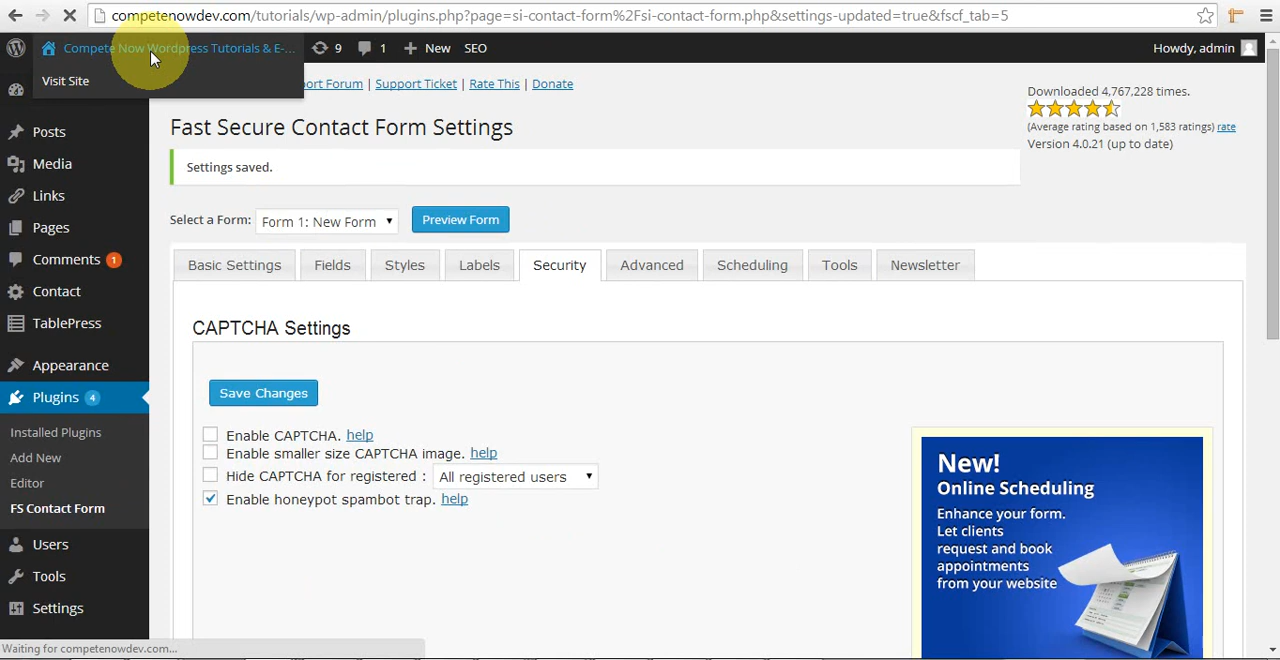 competenowdev.com/tutorials/wp-admin/plugins.php?page=si-contact-form%2Fsi-contact-form.php&settings-updated=true&fscf_tab=5
Compete Now Wordpress Tutorials & E-...
9
1
New
SEO
Howdy, admin
Visit Site
port Forum | Support Ticket | Rate This | Donate
Downloaded 4,767,228 times.
(Average rating based on 1,583 ratings) rate
Version 4.0.21 (up to date)
Posts
Media
Links
Pages
Comments 1
Contact
TablePress
Appearance
Plugins 4
Installed Plugins
Add New
Editor
FS Contact Form
Users
Tools
Settings
Fast Secure Contact Form Settings
Settings saved.
Select a Form: Form 1: New Form Preview Form
Basic Settings Fields Styles Labels Security Advanced Scheduling Tools Newsletter
CAPTCHA Settings
Save Changes
Enable CAPTCHA. help
Enable smaller size CAPTCHA image. help
Hide CAPTCHA for registered : All registered users
Enable honeypot spambot trap. help
New!
Online Scheduling
Enhance your form.
Let clients
request and book
appointments
from your website
Waiting for competenowdev.com...